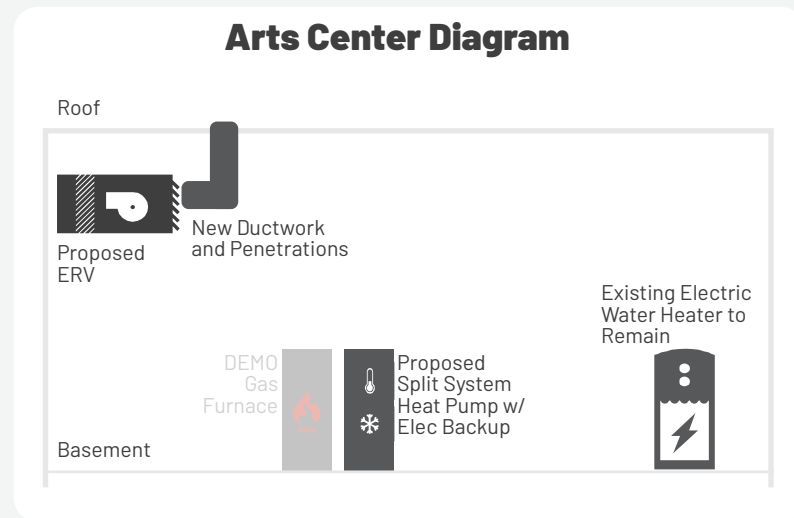 Arts Center Diagram
Roof
New Ductwork
and Penetrations
Proposed
ERV
Existing Electric
Water Heater to
Remain
DEMO
Gas
Furnace
Proposed
Split System
Heat Pump w/
Elec Backup
Basement